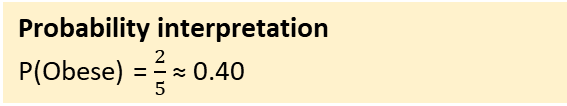 Probability interpretation
P(Obese) = 2/5 ≈ 0.40